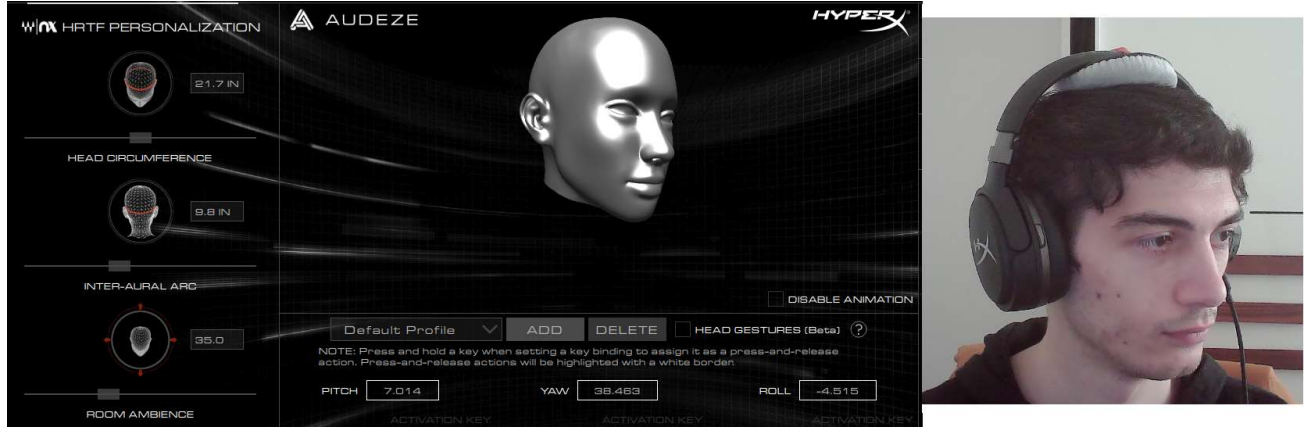 W|NX HRTF PERSONALIZATION
21.7 IN
HEAD CIRCUMFERENCE
9.8 IN
INTER-AURAL ARC
35.0
ROOM AMBIENCE
AUDEZE
HYPERX
DISABLE ANIMATION
Default Profile ADD DELETE HEAD GESTURES (Beta) ?
NOTE: Press and hold a key when setting a key binding to assign it as a press-and-release
action. Press-and-release actions will be highlighted with a white border.
PITCH 7.014 YAW 38.463 ROLL -4.515
ACTIVATION KEY ACTIVATION KEY ACTIVATION KEY
HX